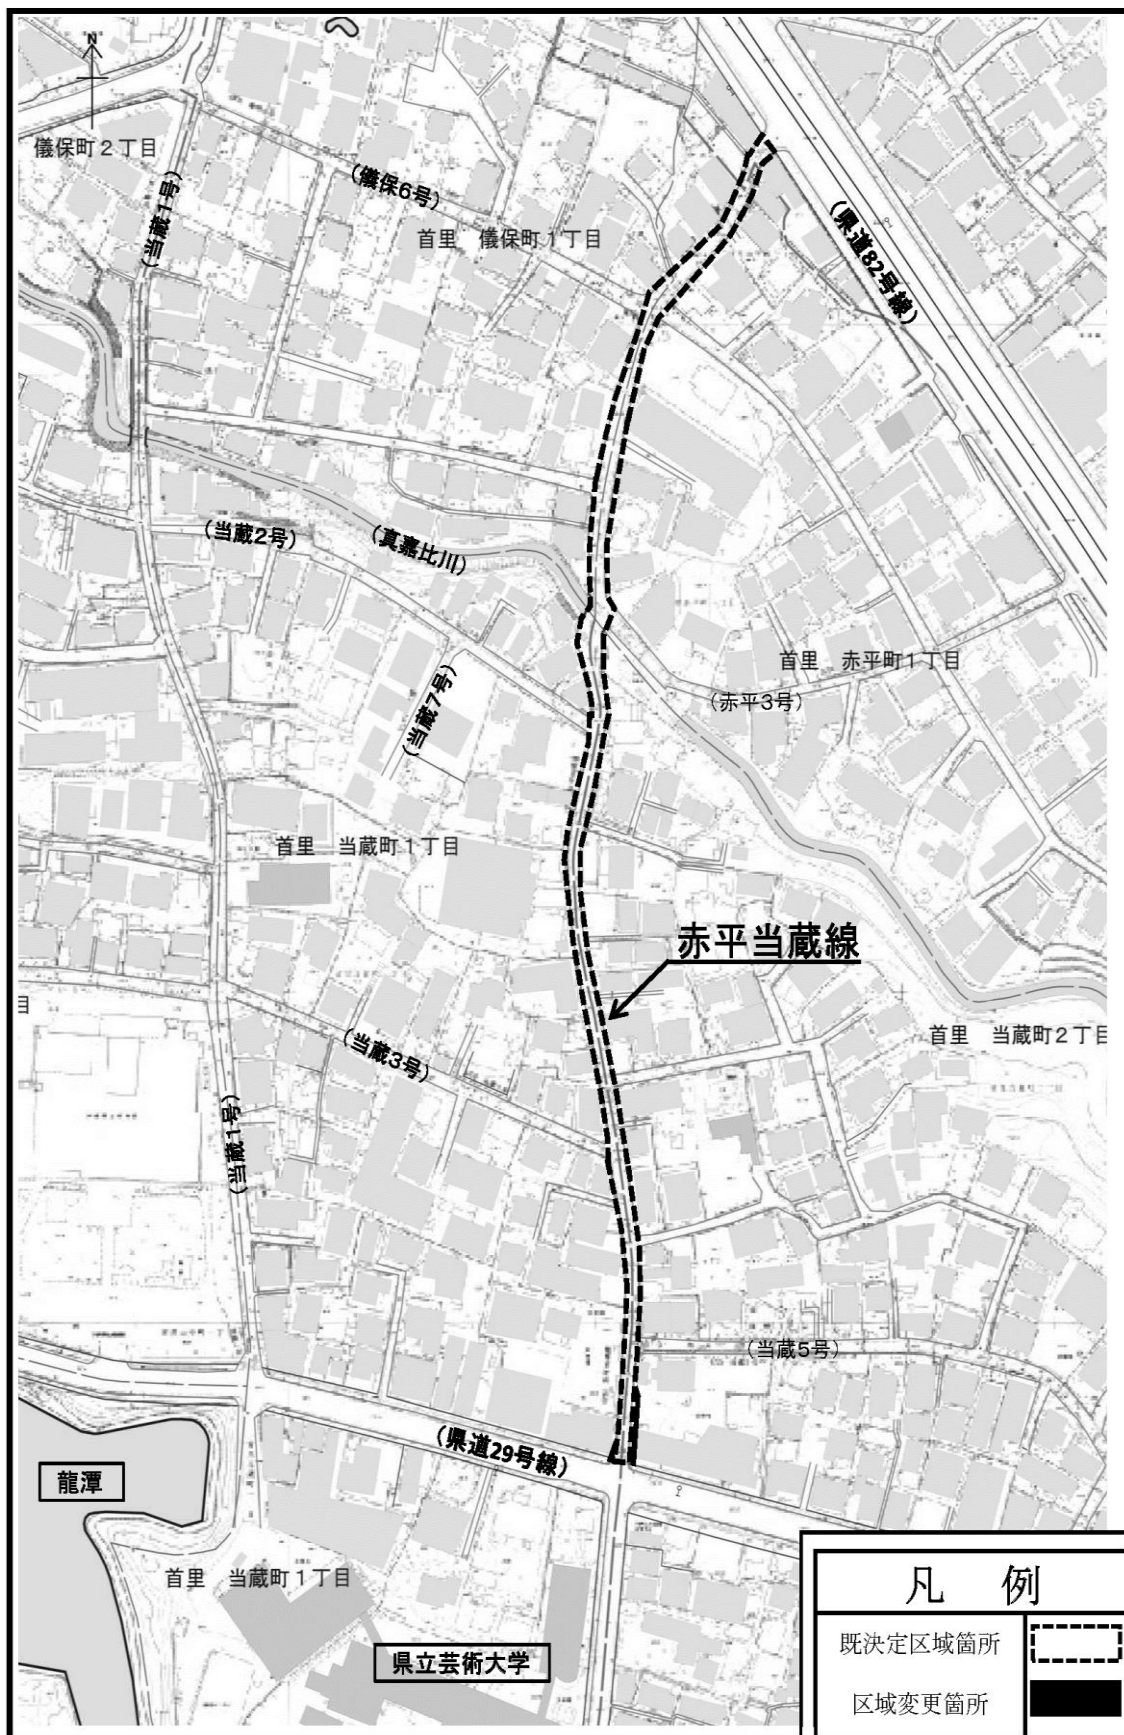 N
儀保町2丁目
(当蔵1号)
(儀保6号)
首里 儀保町1丁目
(県道82号線)
(当蔵2号)
(真嘉比川)
首里 赤平町1丁目
(赤平3号)
(当蔵7号)
首里 当蔵町1丁目
赤平当蔵線
目
首里 当蔵町2丁目
(当蔵3号)
(当蔵1号)
(当蔵5号)
(県道29号線)
龍潭
首里 当蔵町1丁目
県立芸術大学
凡 例
既決定区域箇所
区域変更箇所